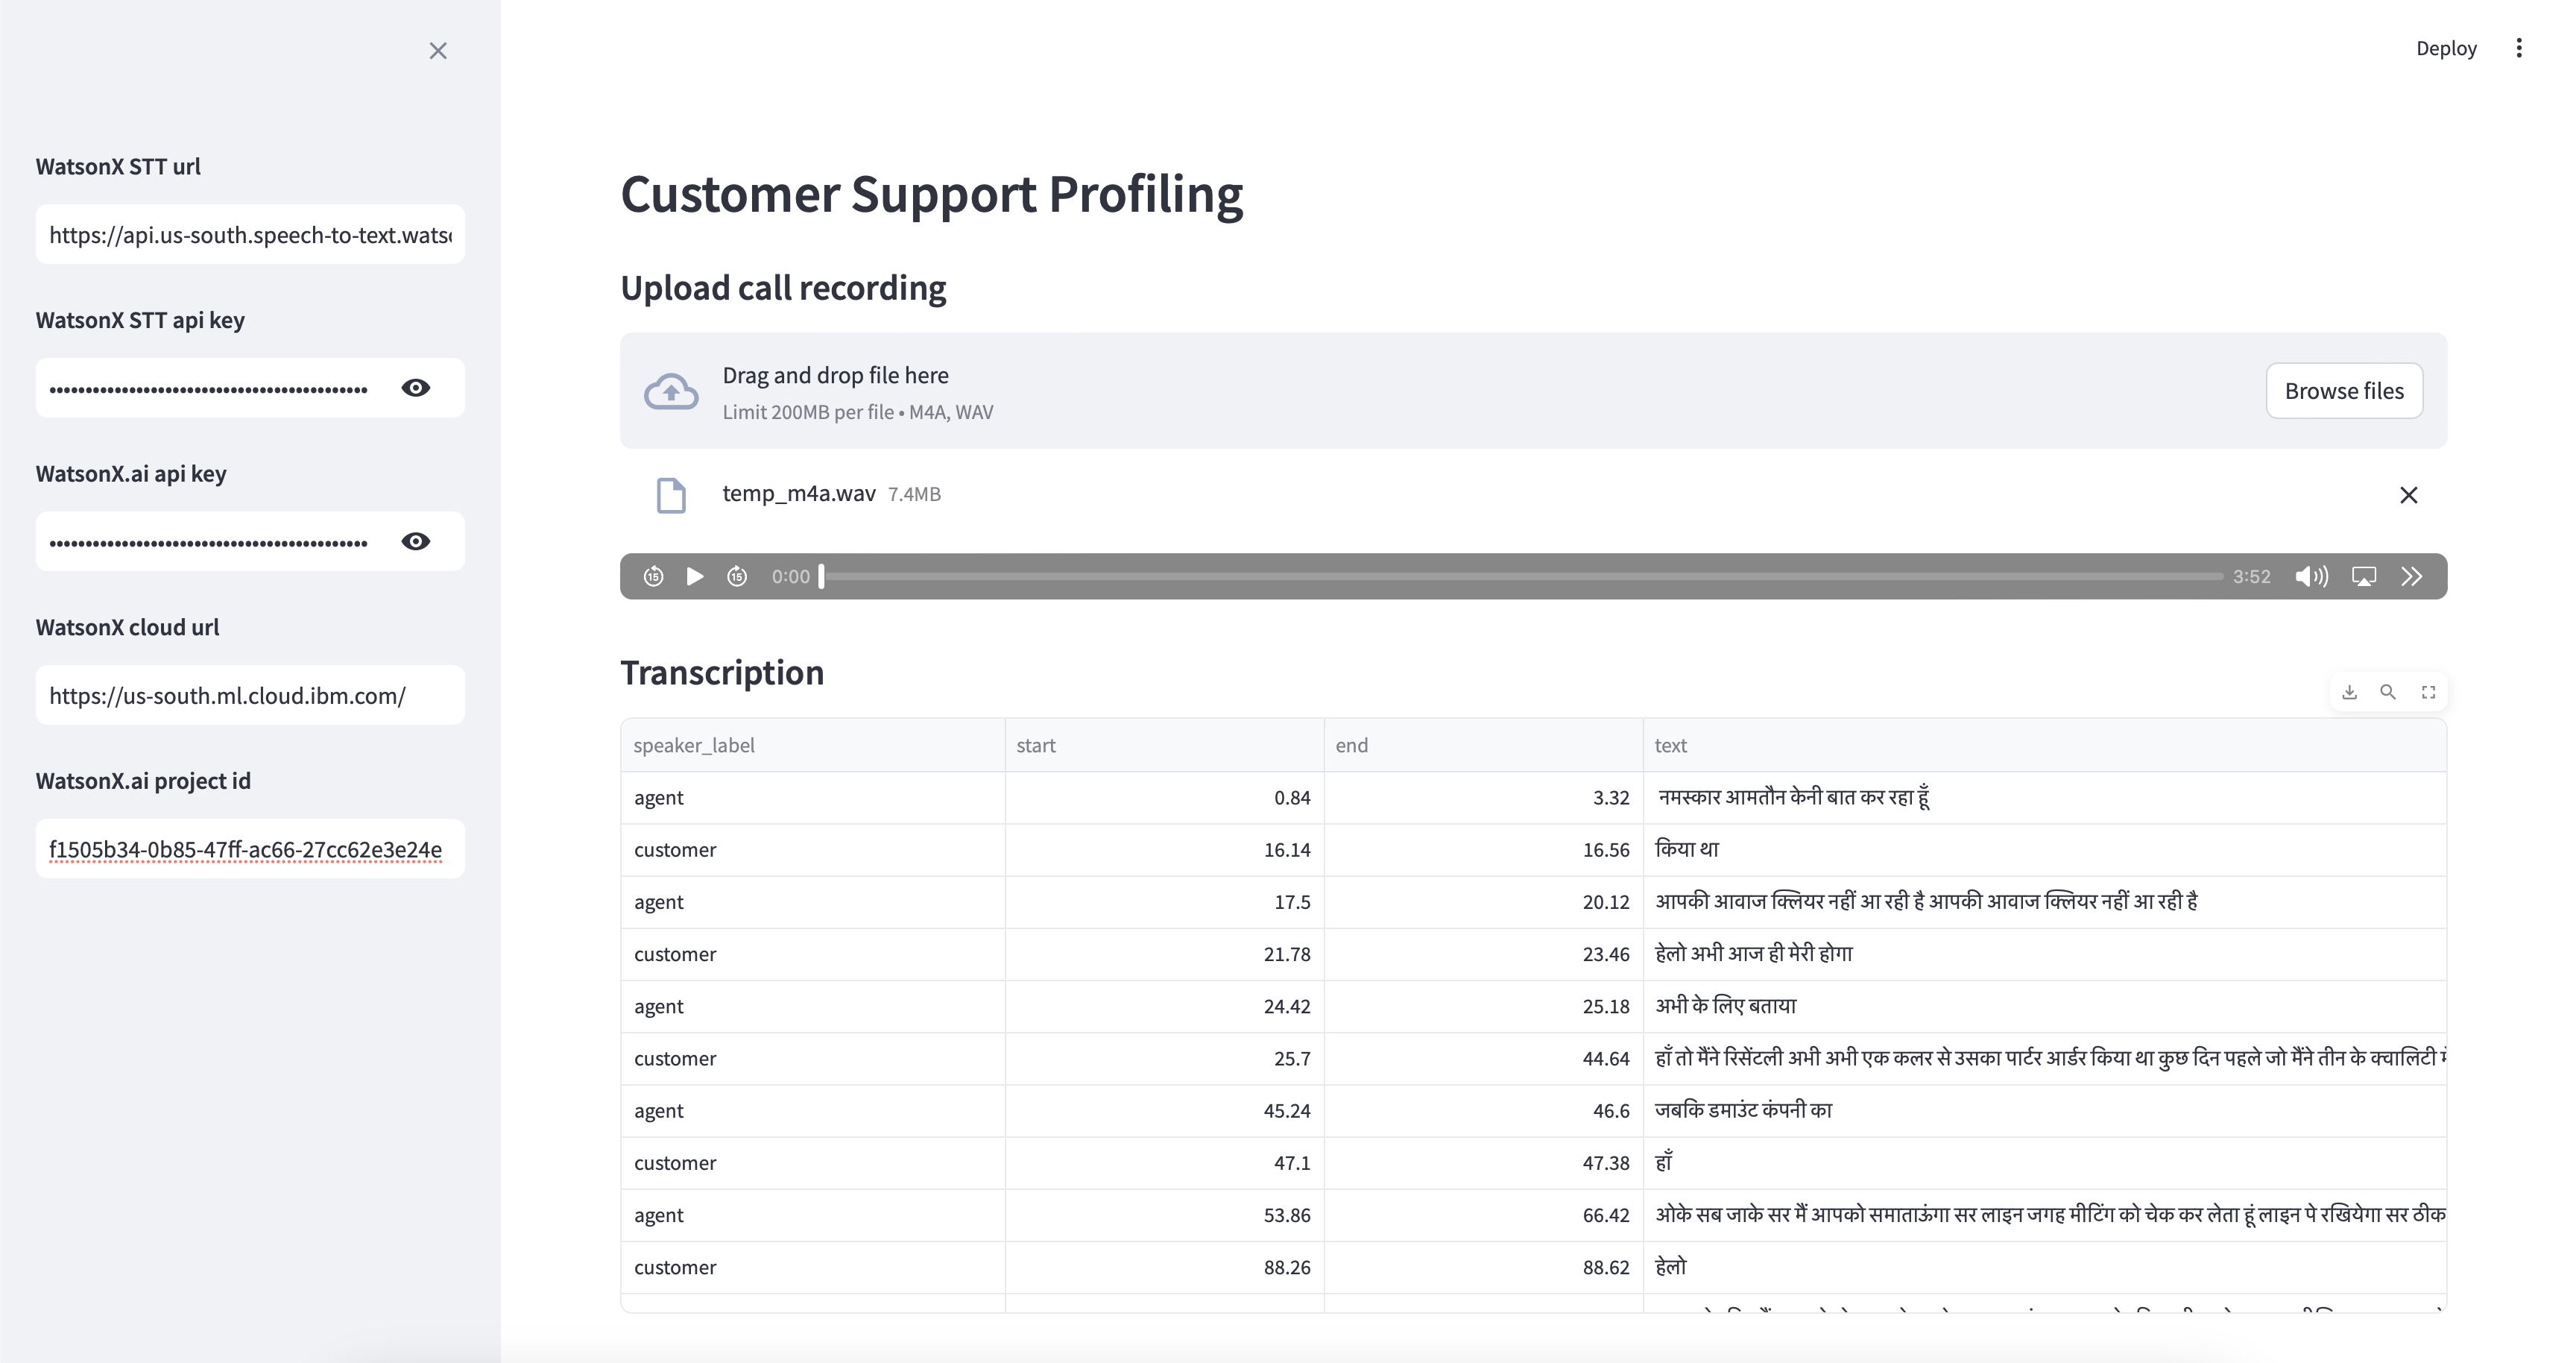 Deploy
WatsonX STT url
https://api.us-south.speech-to-text.wats
WatsonX STT api key
WatsonX.ai api key
WatsonX cloud url
https://us-south.ml.cloud.ibm.com/
WatsonX.ai project id
f1505b34-0b85-47ff-ac66-27cc62e3e24e
Customer Support Profiling
Upload call recording
Drag and drop file here
Limit 200MB per file • M4A, WAV
Browse files
temp_m4a.wav 7.4MB
15 15 0:00 3:52
Transcription
speaker_label start end text
agent 0.84 3.32 नमस्कार आमतौन केनी बात कर रहा हूँ
customer 16.14 16.56 किया था
agent 17.5 20.12 आपकी आवाज क्लियर नहीं आ रही है आपकी आवाज क्लियर नहीं आ रही है
customer 21.78 23.46 हेलो अभी आज ही मेरी होगा
agent 24.42 25.18 अभी के लिए बताया
customer 25.7 44.64 हाँ तो मैंने रिसेंटली अभी अभी एक कलर से उसका पार्टर आर्डर किया था कुछ दिन पहले जो मैंने तीन के क्वालिटी
agent 45.24 46.6 जबकि डमाउंट कंपनी का
customer 47.1 47.38 हाँ
agent 53.86 66.42 ओके सब जाके सर मैं आपको समाताऊंगा सर लाइन जगह मीटिंग को चेक कर लेता हूं लाइन पे रखियेगा सर ठीक
customer 88.26 88.62 हेलो